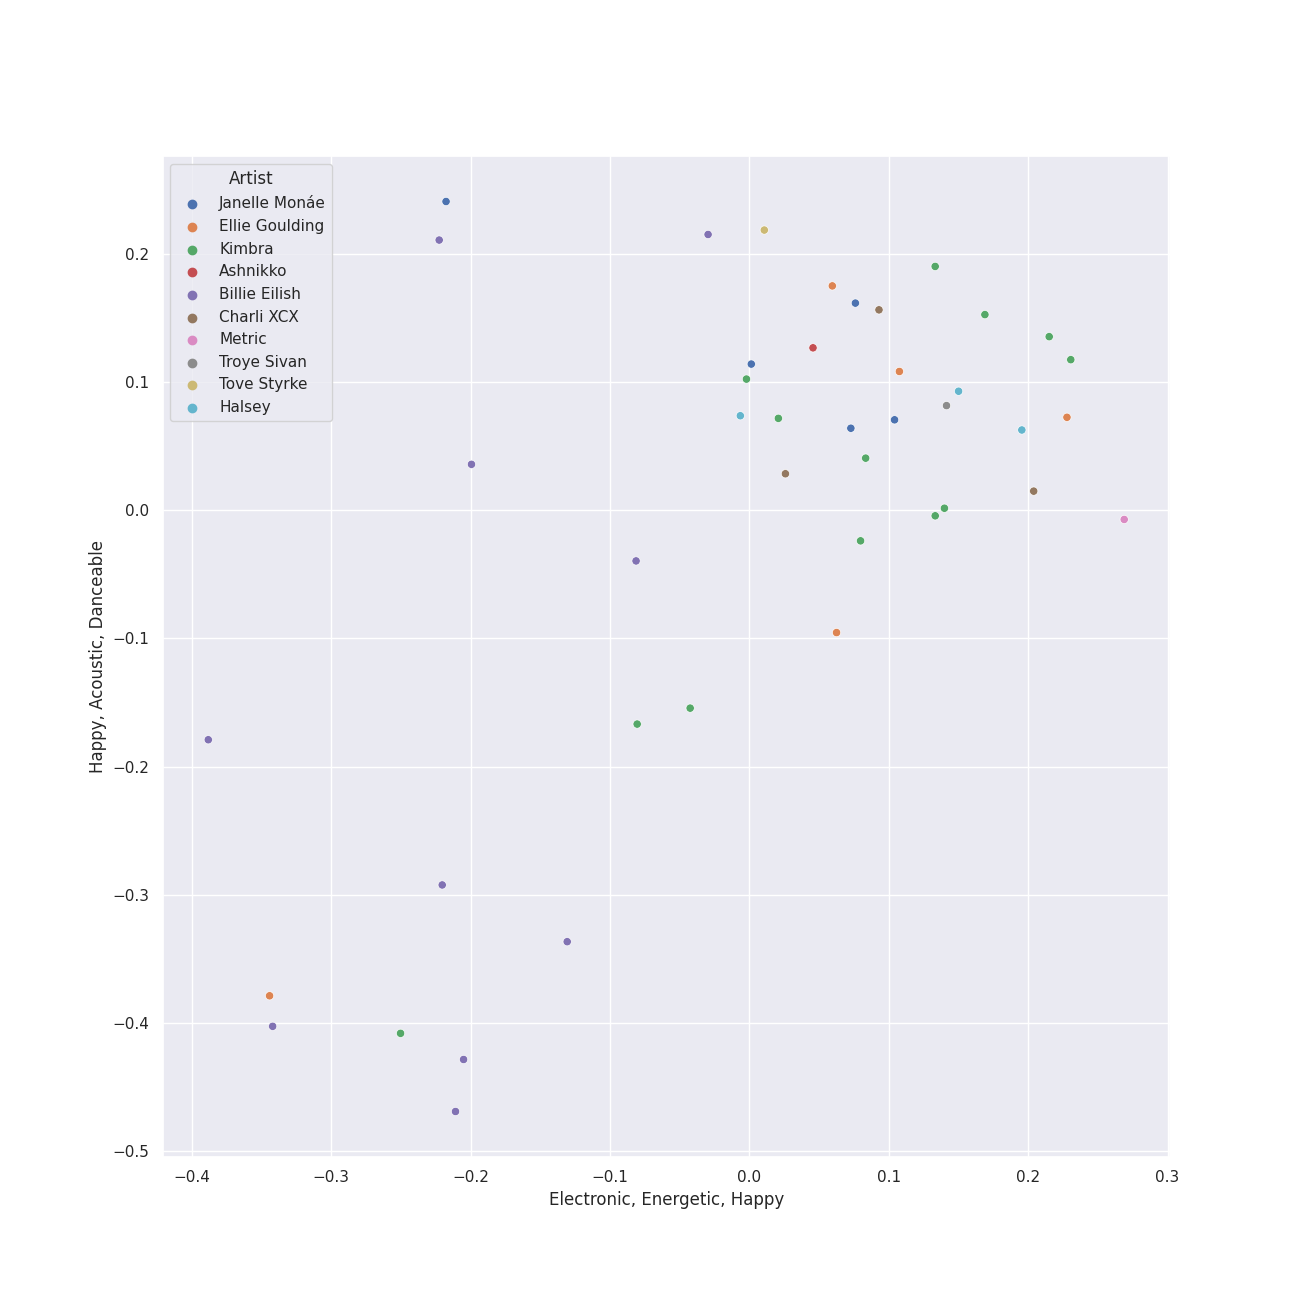 Artist
Janelle Monáe
Ellie Goulding
Kimbra
Ashnikko
Billie Eilish
Charli XCX
Metric
Troye Sivan
Tove Styrke
Halsey
0.2
0.1
0.0
−0.1
−0.2
−0.3
−0.4
−0.5
Happy, Acoustic, Danceable
−0.4
−0.3
−0.2
−0.1
0.0
0.1
0.2
0.3
Electronic, Energetic, Happy